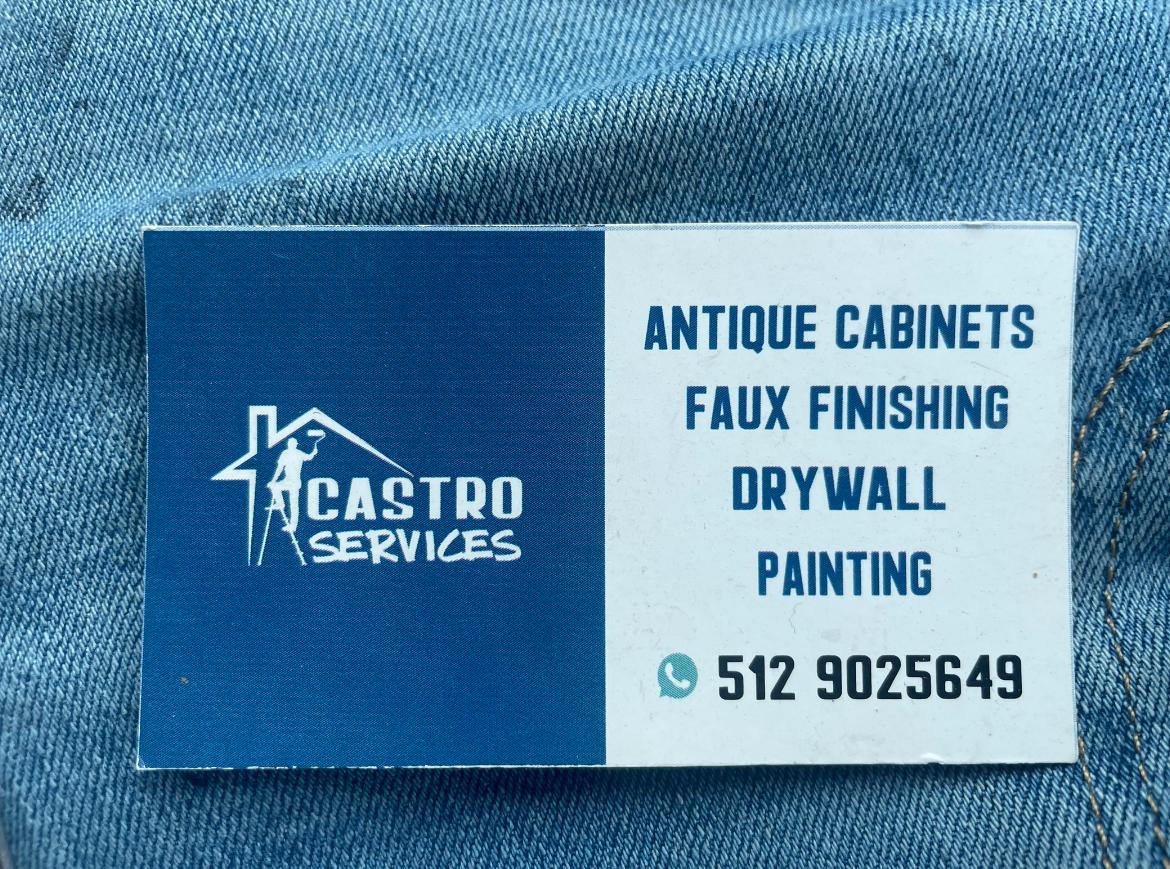 CASTRO
SERVICES
ANTIQUE CABINETS
FAUX FINISHING
DRYWALL
PAINTING
512 9025649